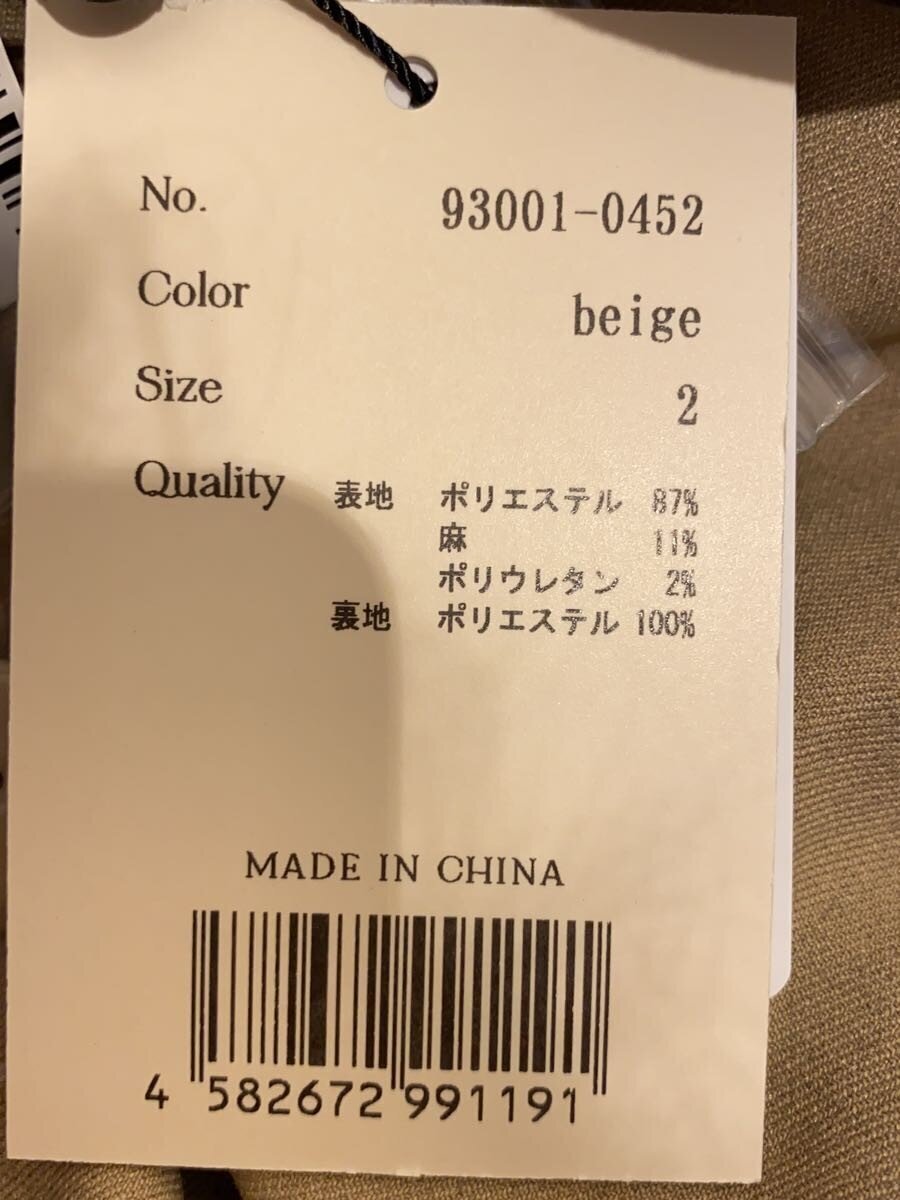 No. 93001-0452
Color beige
Size 2
Quality 表地 ポリエステル 87%
麻 11%
ポリウレタン 2%
裏地 ポリエステル 100%
MADE IN CHINA
4 582672 991191